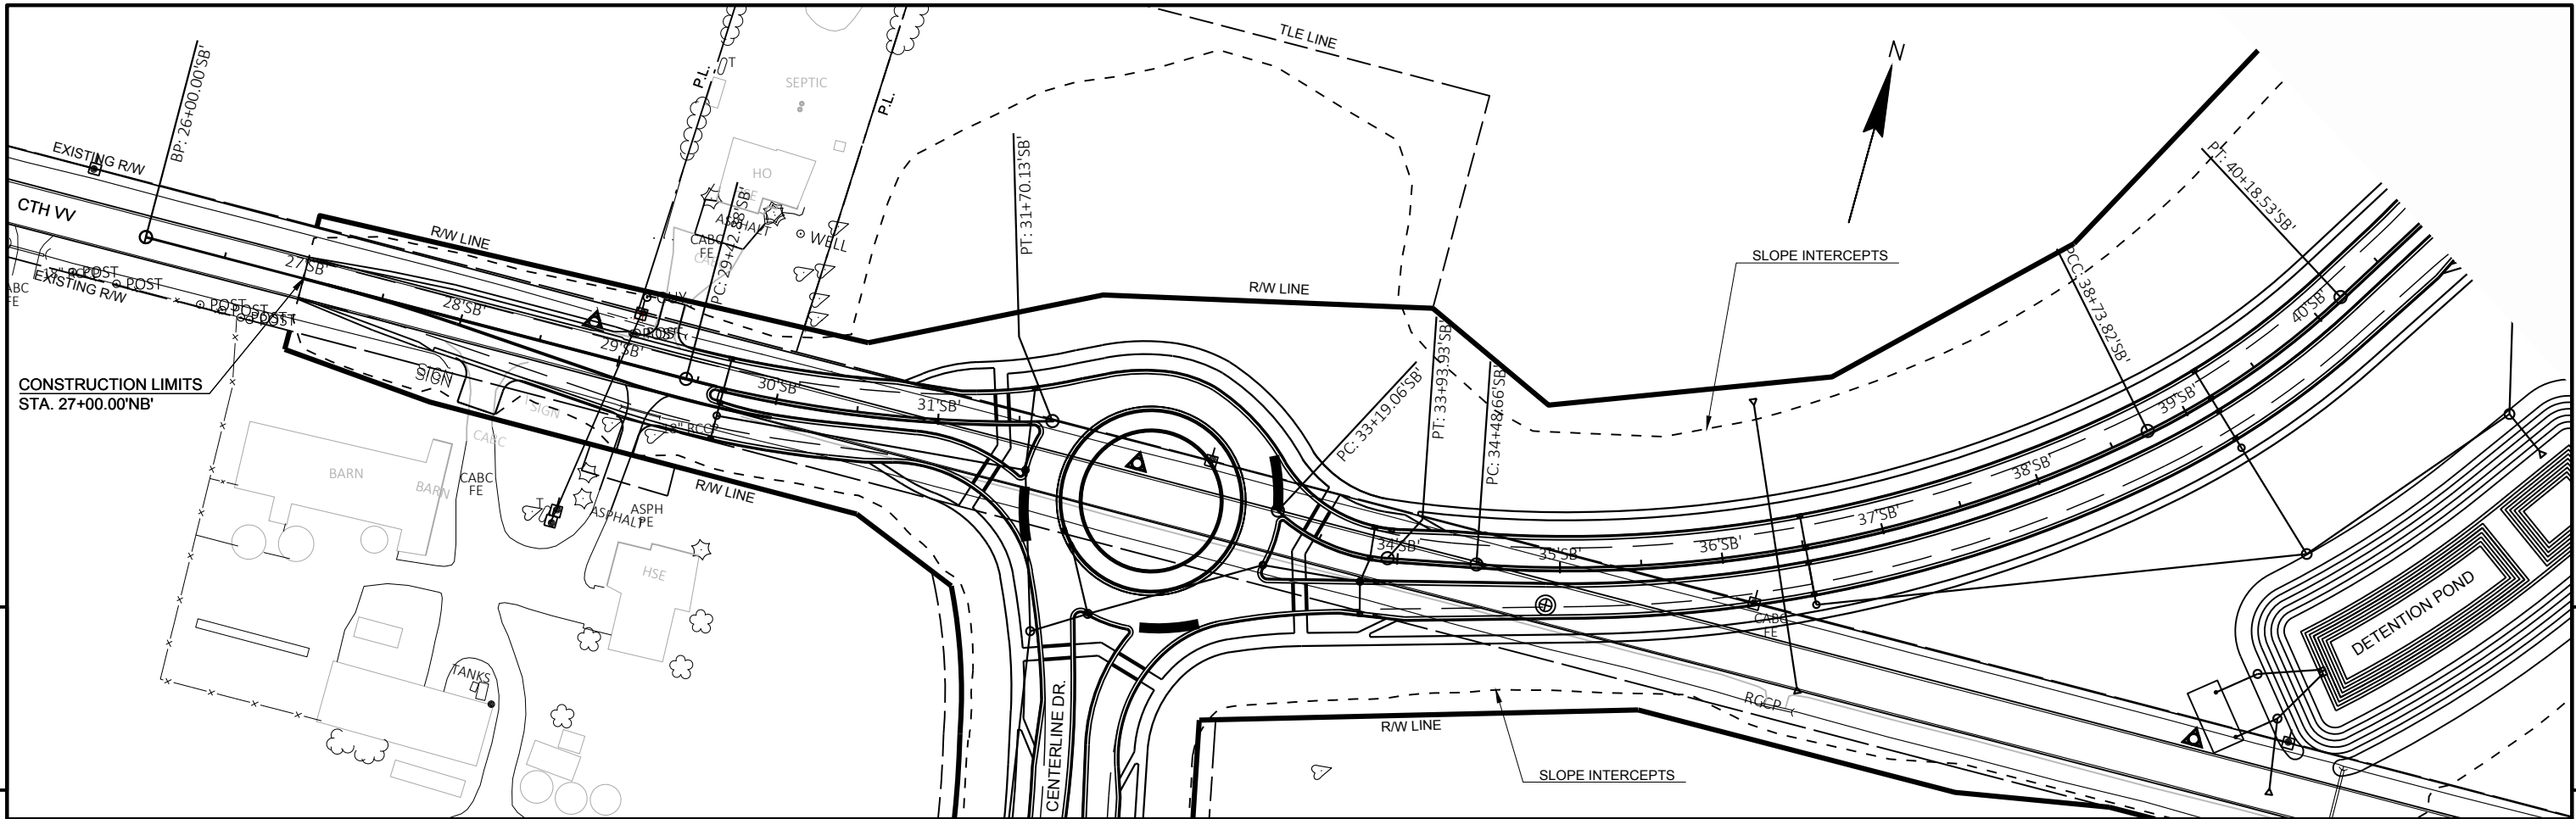 TLE LINE
N
BP: 26+00.00'SB'
P.L.
T
SEPTIC
P.L.
EXISTING R/W
HO
PT: 31+70.13'SB'
PT: 40+18.53'SB'
CTH VV
R/W LINE
ASPHALT
CABC
FE
WELL
PC: 29+42.88'SB'
SLOPE INTERCEPTS
PCC: 38+73.82'SB'
27'SB'
POST
POST
EXISTING R/W
POST
POST
POST
28'SB'
29'SB'
R/W LINE
40'SB'
PT: 33+93.93'SB'
PC: 33+19.06'SB'
PC: 34+48.66'SB'
CONSTRUCTION LIMITS
STA. 27+00.00'NB'
SIGN
SIGN
SIGN
30'SB'
31'SB'
39'SB'
18" RCCP
CABC
BARN
BARN
CABC
FE
R/W LINE
38'SB'
T
ASPHALT
ASPH
PE
37'SB'
34'SB'
35'SB'
36'SB'
HSE
CABC
FE
DETENTION POND
TANKS
CENTERLINE DR.
R/W LINE
SLOPE INTERCEPTS